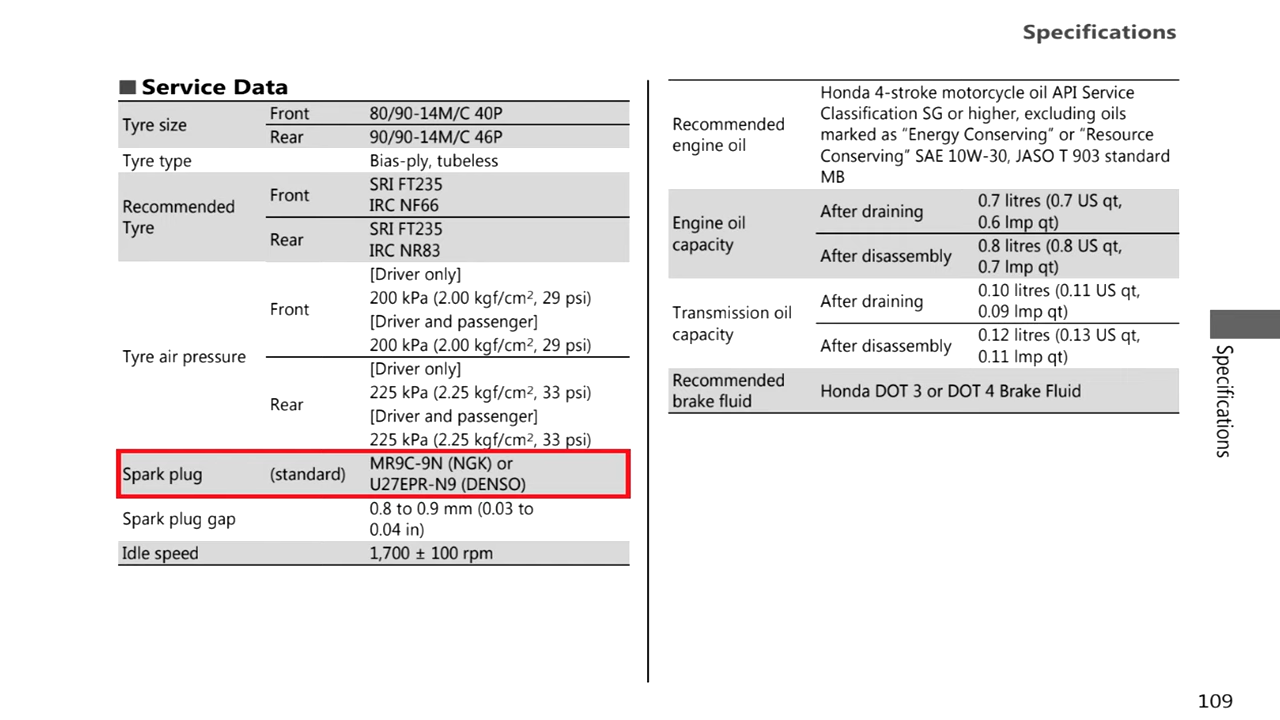 Specifications
■ Service Data
Tyre size
Front 80/90-14M/C 40P
Rear 90/90-14M/C 46P
Tyre type Bias-ply, tubeless
Recommended
Tyre
Front
SRI FT235
IRC NF66
Rear
SRI FT235
IRC NR83
Tyre air pressure
Front
[Driver only]
200 kPa (2.00 kgf/cm², 29 psi)
[Driver and passenger]
200 kPa (2.00 kgf/cm², 29 psi)
Rear
[Driver only]
225 kPa (2.25 kgf/cm², 33 psi)
[Driver and passenger]
225 kPa (2.25 kgf/cm², 33 psi)
Spark plug (standard)
MR9C-9N (NGK) or
U27EPR-N9 (DENSO)
Spark plug gap
0.8 to 0.9 mm (0.03 to
0.04 in)
Idle speed 1,700 ± 100 rpm
Recommended
engine oil
Honda 4-stroke motorcycle oil API Service
Classification SG or higher, excluding oils
marked as “Energy Conserving” or “Resource
Conserving” SAE 10W-30, JASO T 903 standard
MB
Engine oil
capacity
After draining
0.7 litres (0.7 US qt,
0.6 Imp qt)
After disassembly
0.8 litres (0.8 US qt,
0.7 Imp qt)
Transmission oil
capacity
After draining
0.10 litres (0.11 US qt,
0.09 Imp qt)
After disassembly
0.12 litres (0.13 US qt,
0.11 Imp qt)
Recommended
brake fluid
Honda DOT 3 or DOT 4 Brake Fluid
Specifications
109